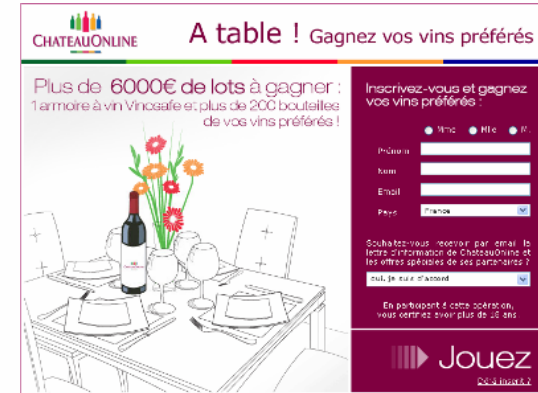 CHATEAUONLINE
A table ! Gagnez vos vins préférés
Plus de 6000€ de lots à gagner :
1 armoire à vin Vinosafe et plus de 200 bouteilles
de vos vins préférés !
Inscrivez-vous et gagnez
vos vins préférés :
Mme Mlle M.
Prénom
Nom
Email
Pays France
Souhaitez-vous recevoir par email la
lettre d'information de ChateauOnline et
les offres spéciales de ses partenaires ?
oui, je suis d'accord
En participant à cette opération,
vous certifiez avoir plus de 18 ans.
Jouez
Déjà inscrit ?